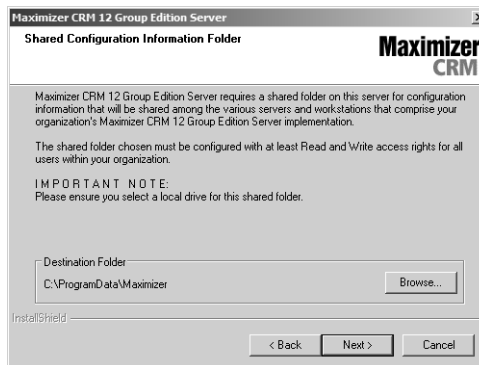 Maximizer CRM 12 Group Edition Server
Shared Configuration Information Folder
Maximizer
CRM
Maximizer CRM 12 Group Edition Server requires a shared folder on this server for configuration
information that will be shared among the various servers and workstations that comprise your
organization's Maximizer CRM 12 Group Edition Server implementation.
The shared folder chosen must be configured with at least Read and Write access rights for all
users within your organization.
IMPORTANT NOTE:
Please ensure you select a local drive for this shared folder.
Destination Folder
C:\ProgramData\Maximizer
Browse...
InstallShield
< Back
Next >
Cancel